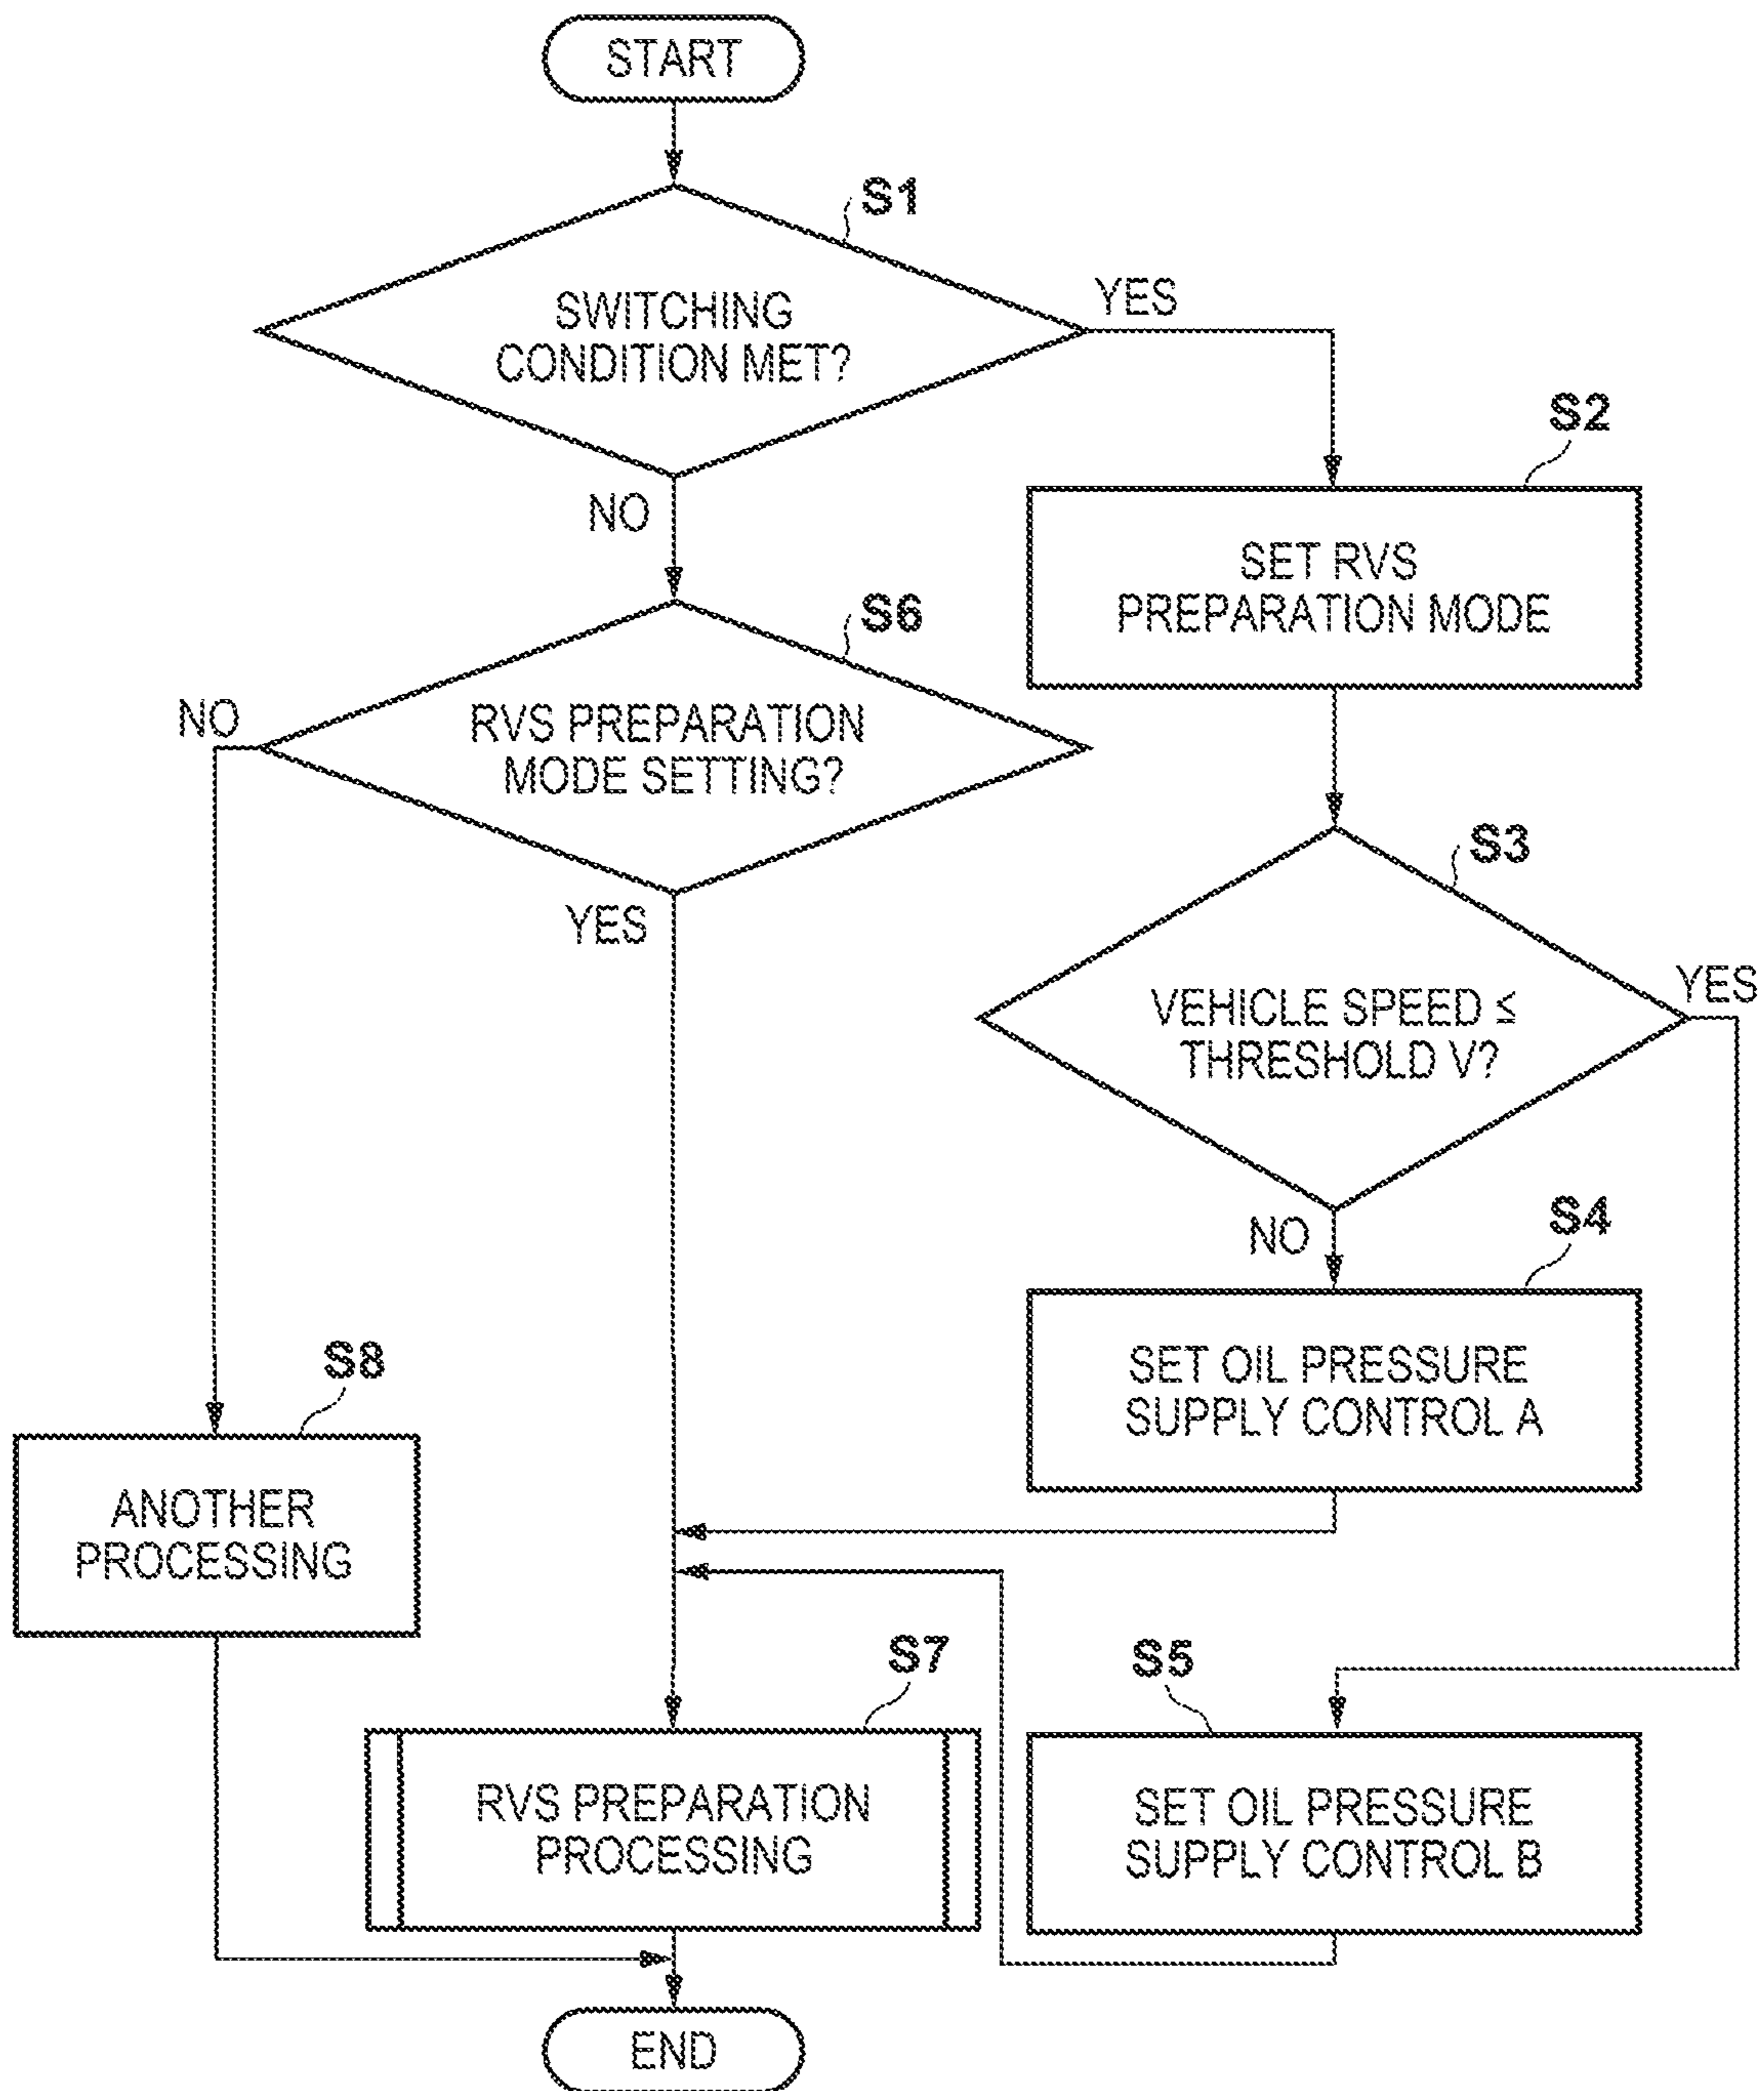 START
S1
SWITCHING
CONDITION MET?
YES
NO
S2
SET RVS
PREPARATION MODE
S6
RVS PREPARATION
MODE SETTING?
NO
YES
S3
VEHICLE SPEED ≤
THRESHOLD V?
YES
NO
S4
SET OIL PRESSURE
SUPPLY CONTROL A
S8
ANOTHER
PROCESSING
S7
RVS PREPARATION
PROCESSING
S5
SET OIL PRESSURE
SUPPLY CONTROL B
END